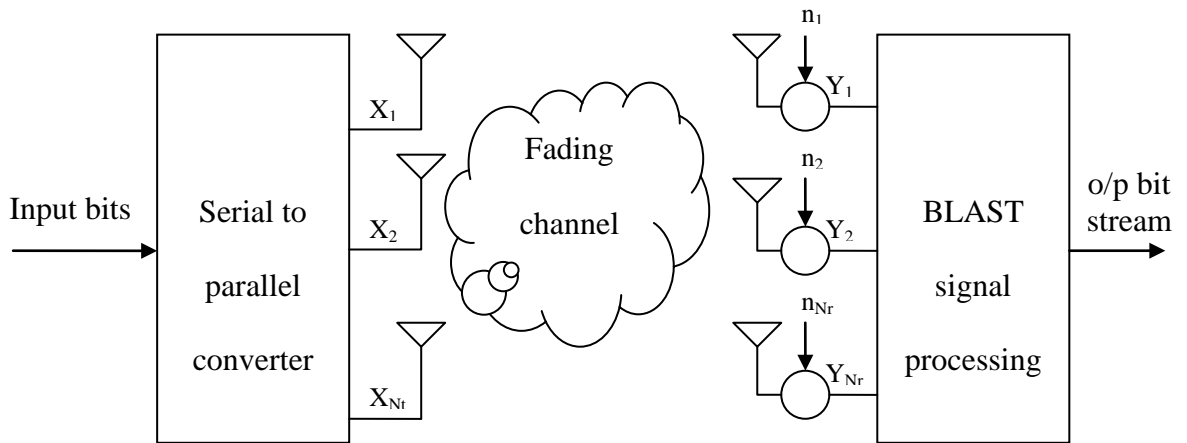 Input bits
Serial to
parallel
converter
X1
X2
XNt
Fading
channel
n1
Y1
n2
Y2
nNr
YNr
BLAST
signal
processing
o/p bit
stream